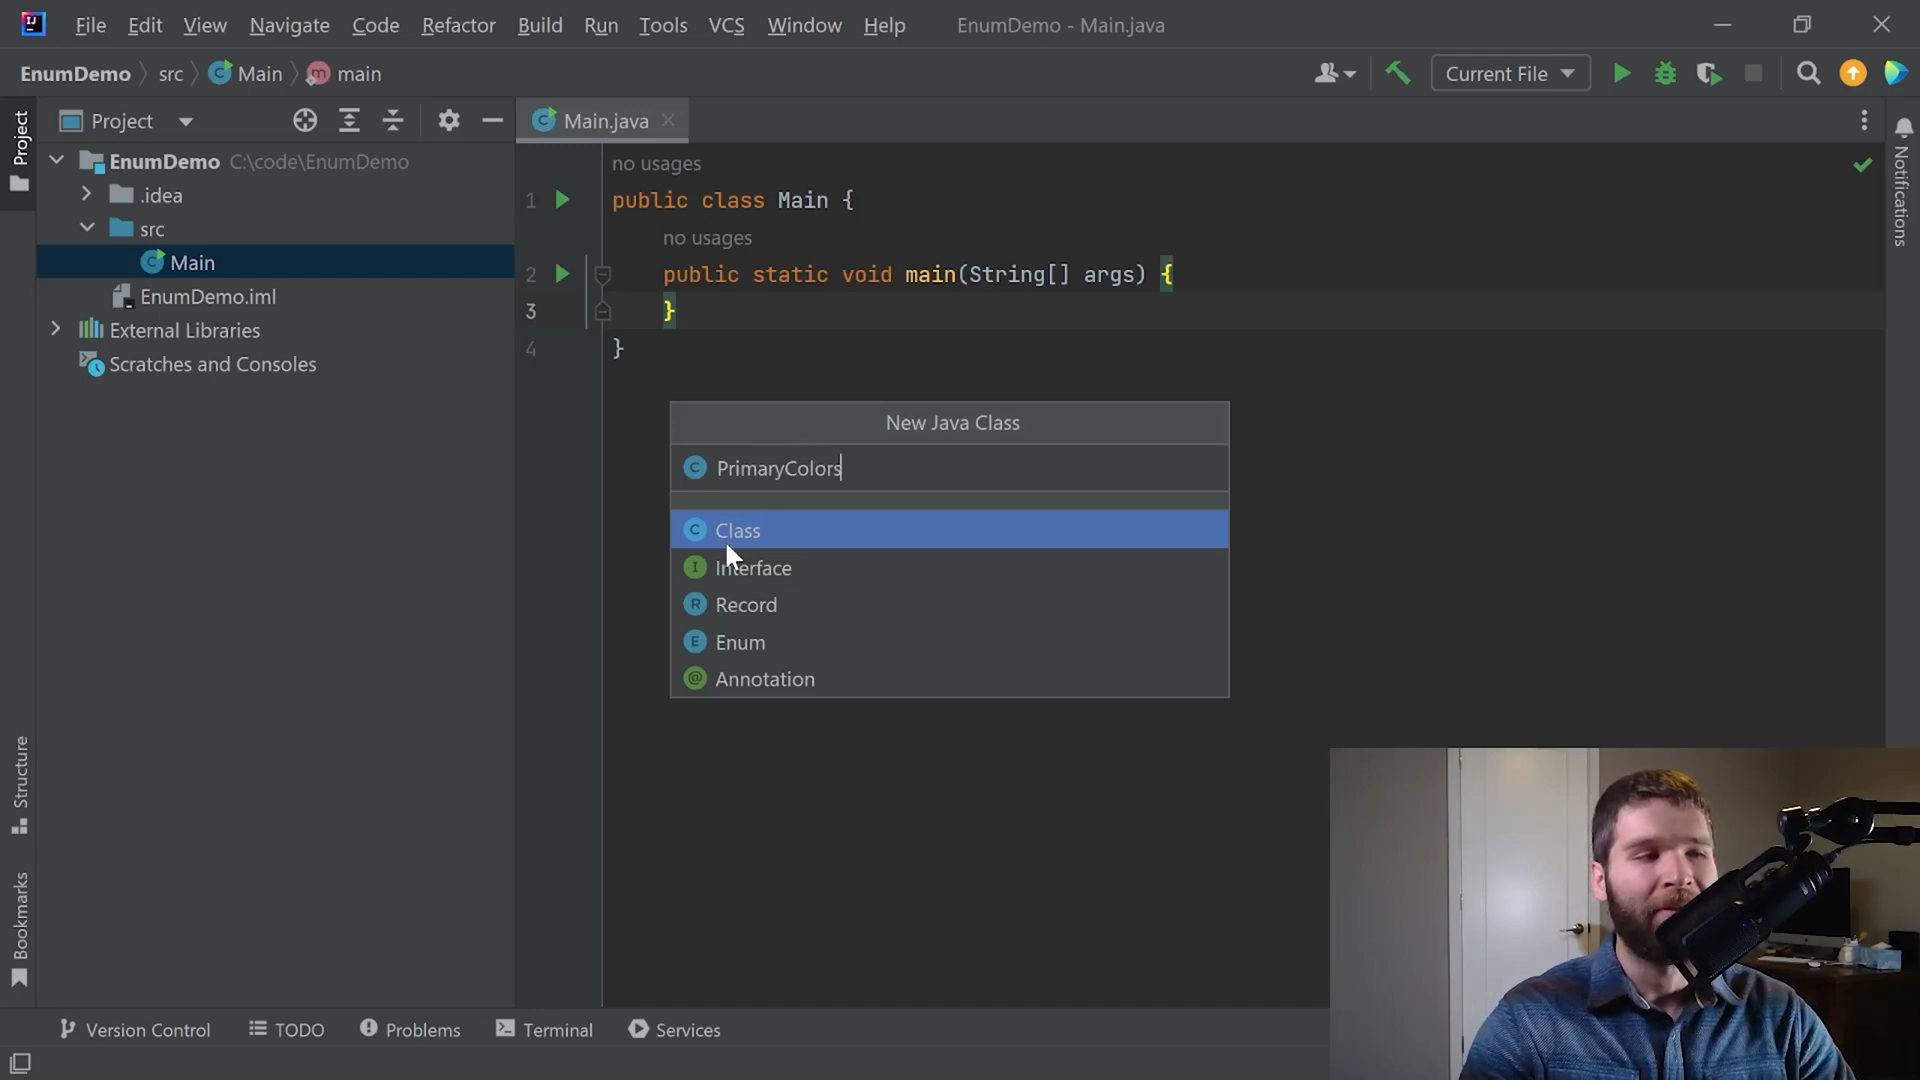 File Edit View Navigate Code Refactor Build Run Tools VCS Window Help EnumDemo - Main.java
EnumDemo src Main main Current File
Project Main.java
Project
Notifications
EnumDemo C:\code\EnumDemo
.idea
src
Main
EnumDemo.iml
External Libraries
Scratches and Consoles
no usages
1 public class Main {
no usages
2 public static void main(String[] args) {
3 }
4 }
New Java Class
PrimaryColors
Class
Interface
Record
Enum
Annotation
Structure
Bookmarks
Version Control TODO Problems Terminal Services